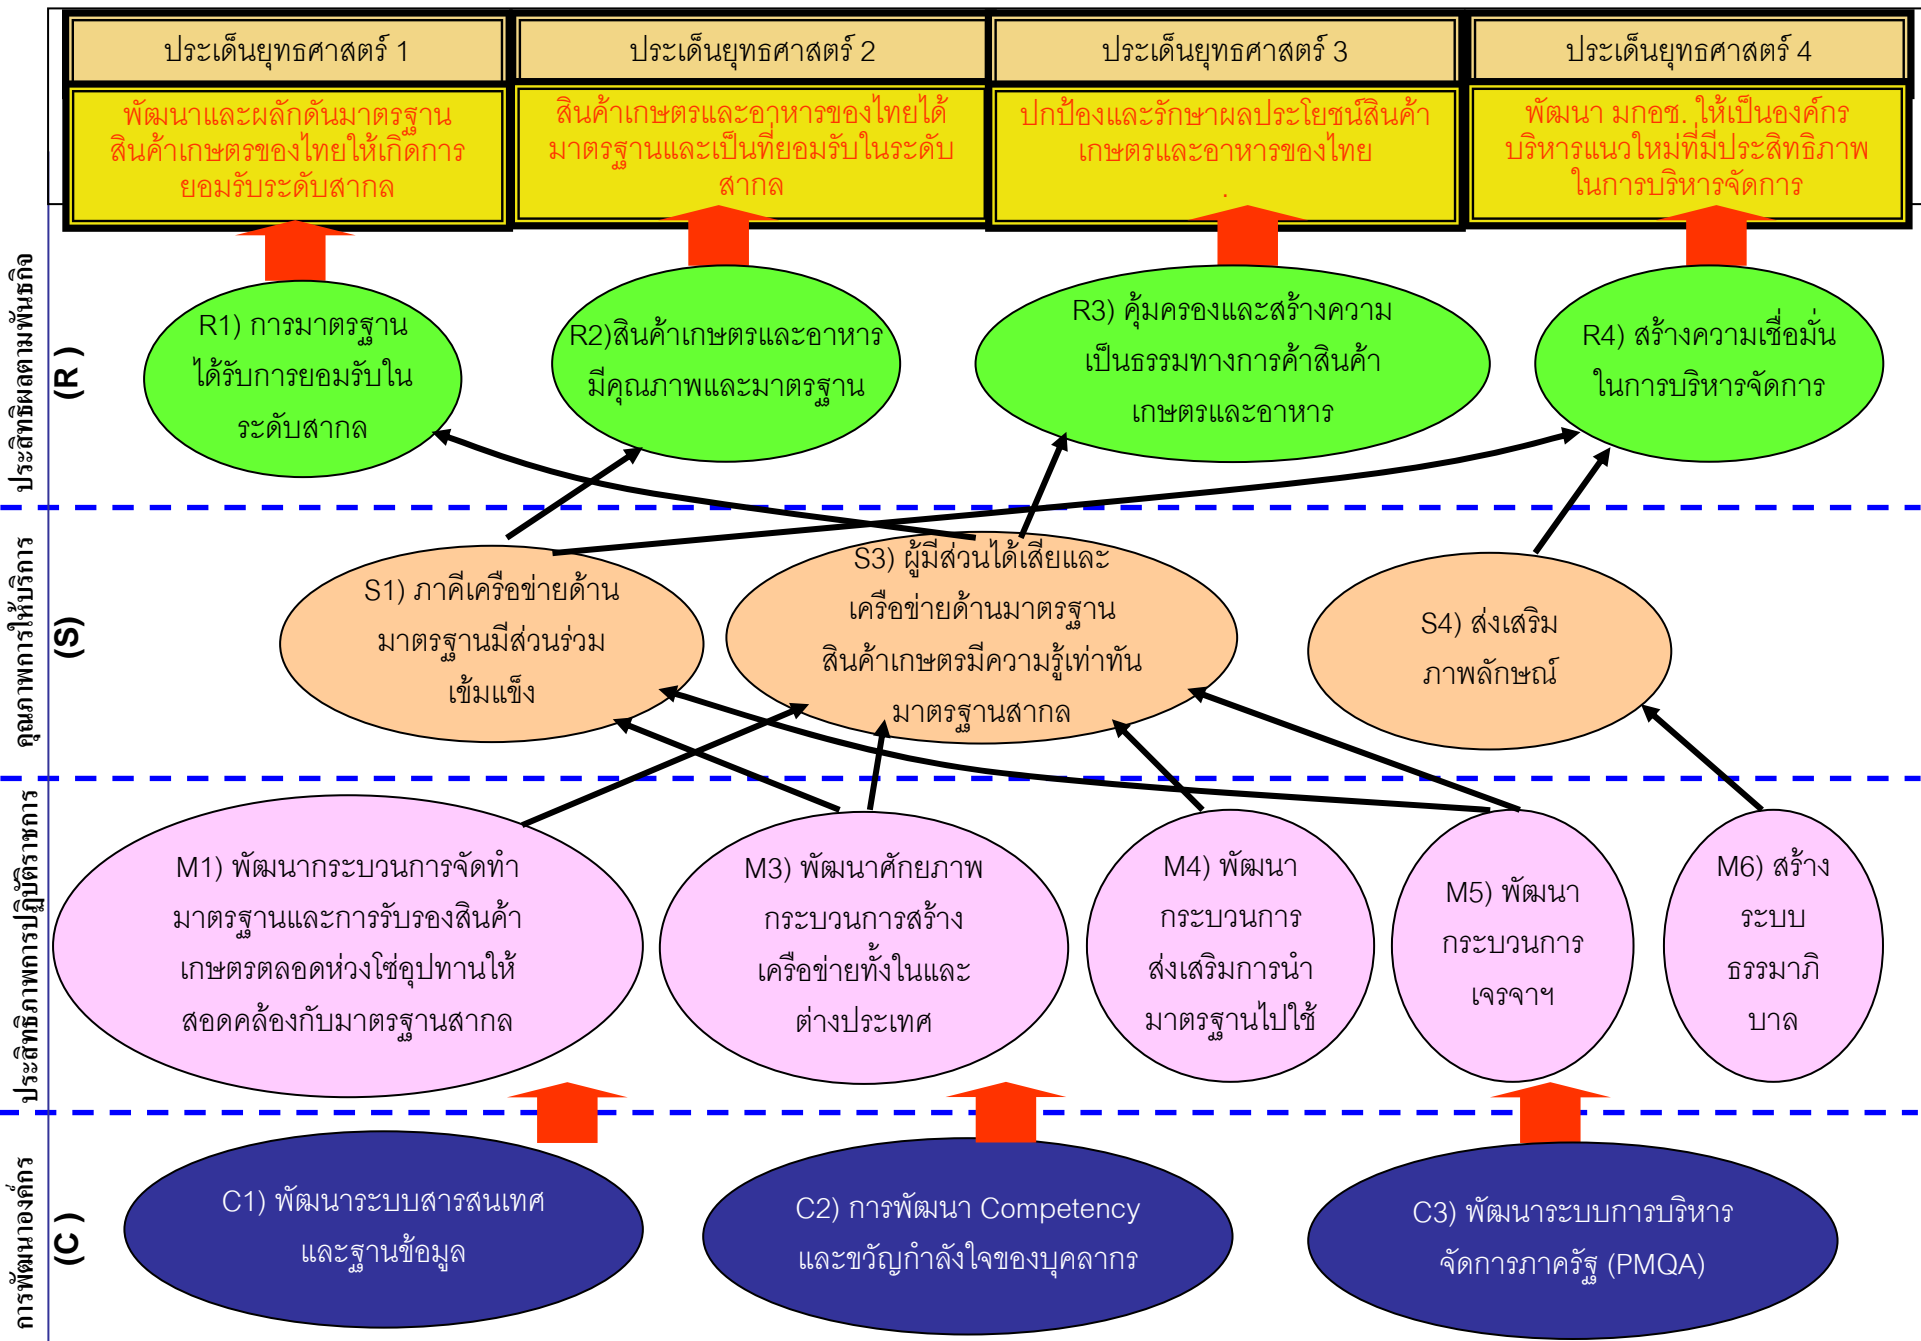 ประเด็นยุทธศาสตร์ 1
ประเด็นยุทธศาสตร์ 2
ประเด็นยุทธศาสตร์ 3
ประเด็นยุทธศาสตร์ 4
พัฒนาและผลักดันมาตรฐาน
สินค้าเกษตรของไทยให้เกิดการ
ยอมรับระดับสากล
สินค้าเกษตรและอาหารของไทยได้
มาตรฐานและเป็นที่ยอมรับในระดับ
สากล
ปกป้องและรักษาผลประโยชน์สินค้า
เกษตรและอาหารของไทย
.
พัฒนา มกอช. ให้เป็นองค์กร
บริหารแนวใหม่ที่มีประสิทธิภาพ
ในการบริหารจัดการ
ประสิทธิผลตามพันธกิจ
(R )
R1) การมาตรฐาน
ได้รับการยอมรับใน
ระดับสากล
R2)สินค้าเกษตรและอาหาร
มีคุณภาพและมาตรฐาน
R3) คุ้มครองและสร้างความ
เป็นธรรมทางการค้าสินค้า
เกษตรและอาหาร
R4) สร้างความเชื่อมั่น
ในการบริหารจัดการ
คุณภาพการให้บริการ
(S)
S1) ภาคีเครือข่ายด้าน
มาตรฐานมีส่วนร่วม
เข้มแข็ง
S3) ผู้มีส่วนได้เสียและ
เครือข่ายด้านมาตรฐาน
สินค้าเกษตรมีความรู้เท่าทัน
มาตรฐานสากล
S4) ส่งเสริม
ภาพลักษณ์
ประสิทธิภาพการปฏิบัติราชการ
M1) พัฒนากระบวนการจัดทำ
มาตรฐานและการรับรองสินค้า
เกษตรตลอดห่วงโซ่อุปทานให้
สอดคล้องกับมาตรฐานสากล
M3) พัฒนาศักยภาพ
กระบวนการสร้าง
เครือข่ายทั้งในและ
ต่างประเทศ
M4) พัฒนา
กระบวนการ
ส่งเสริมการนำ
มาตรฐานไปใช้
M5) พัฒนา
กระบวนการ
เจรจาฯ
M6) สร้าง
ระบบ
ธรรมาภิ
บาล
การพัฒนาองค์กร
(C )
C1) พัฒนาระบบสารสนเทศ
และฐานข้อมูล
C2) การพัฒนา Competency
และขวัญกำลังใจของบุคลากร
C3) พัฒนาระบบการบริหาร
จัดการภาครัฐ (PMQA)